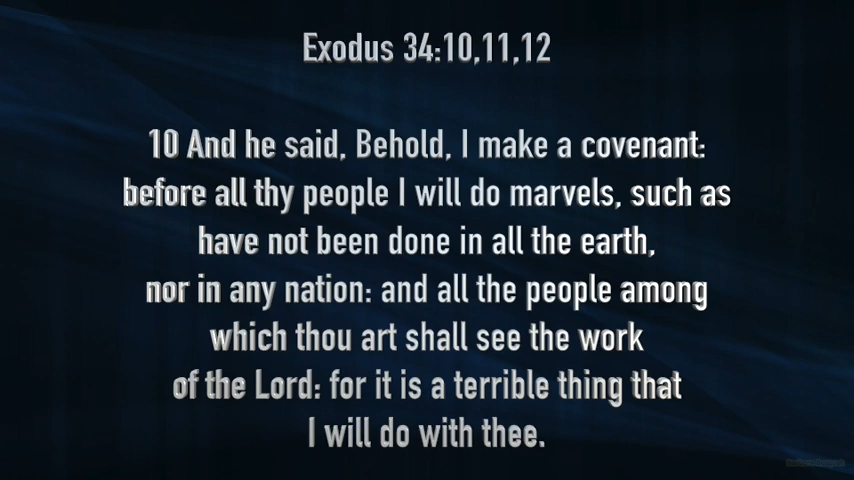 Exodus 34:10,11,12
10 And he said, Behold, I make a covenant:
before all thy people I will do marvels, such as
have not been done in all the earth,
nor in any nation: and all the people among
which thou art shall see the work
of the Lord: for it is a terrible thing that
I will do with thee.